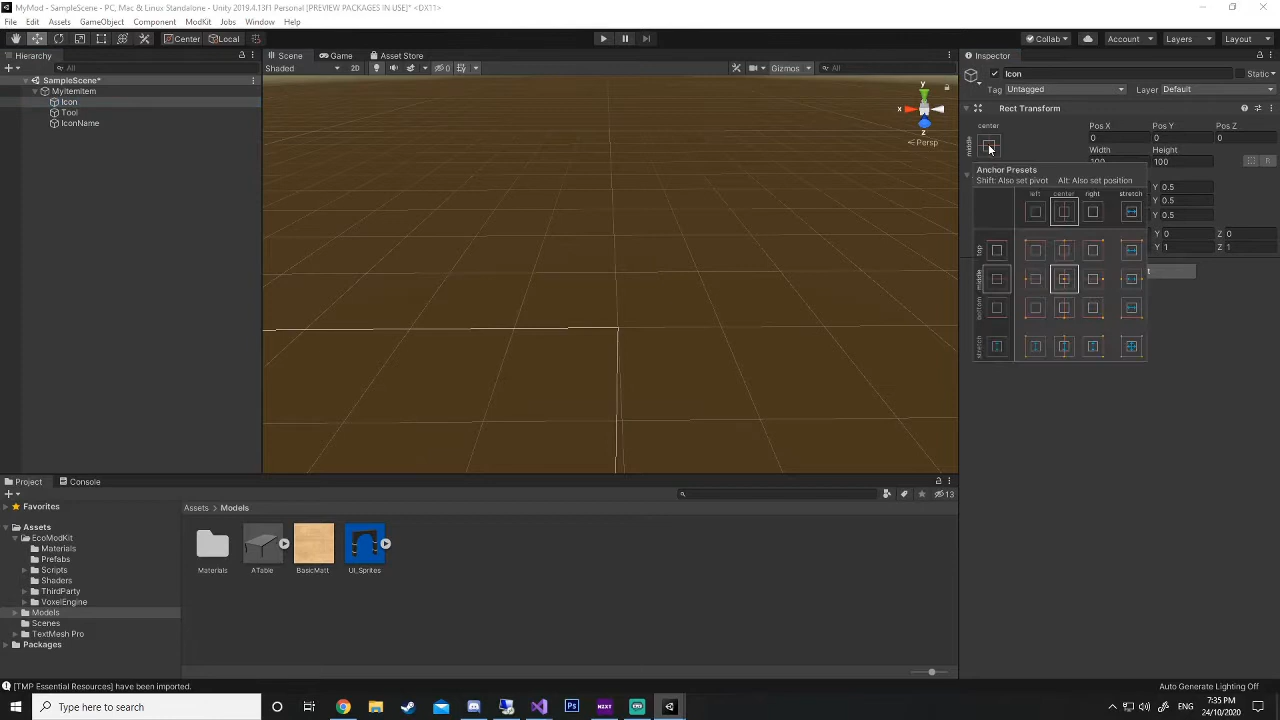 MyMod - SampleScene - PC, Mac & Linux Standalone - Unity 2019.4.13f1 Personal [PREVIEW PACKAGES IN USE]* <DX11>
File Edit Assets GameObject Component ModKit Jobs Window Help
Center Local Collab Account Layers Layout
Hierarchy Scene Game Asset Store Inspector
All Shaded 2D 0 Gizmos All Icon Static
SampleScene*
MyItemItem
Icon
Tool
IconName
Tag Untagged Layer Default
Rect Transform
center Pos X Pos Y Pos Z
middle 0 0 0
Width Height
100 100 R
Anchor Presets
Shift: Also set pivot Alt: Also set position
left center right stretch
top
middle
bottom
stretch
Y 0.5
Y 0.5
Y 0.5
Y 0 Z 0
Y 1 Z 1
t
y
x
z
Persp
Project Console
13
Favorites
Assets
EcoModKit
Materials
Prefabs
Scripts
Shaders
ThirdParty
VoxelEngine
Models
Scenes
TextMesh Pro
Packages
Assets > Models
Materials ATable BasicMatt UI_Sprites
[TMP Essential Resources] have been imported.
Auto Generate Lighting Off
Type here to search
Ps
ENG
7:35 PM
24/10/2020